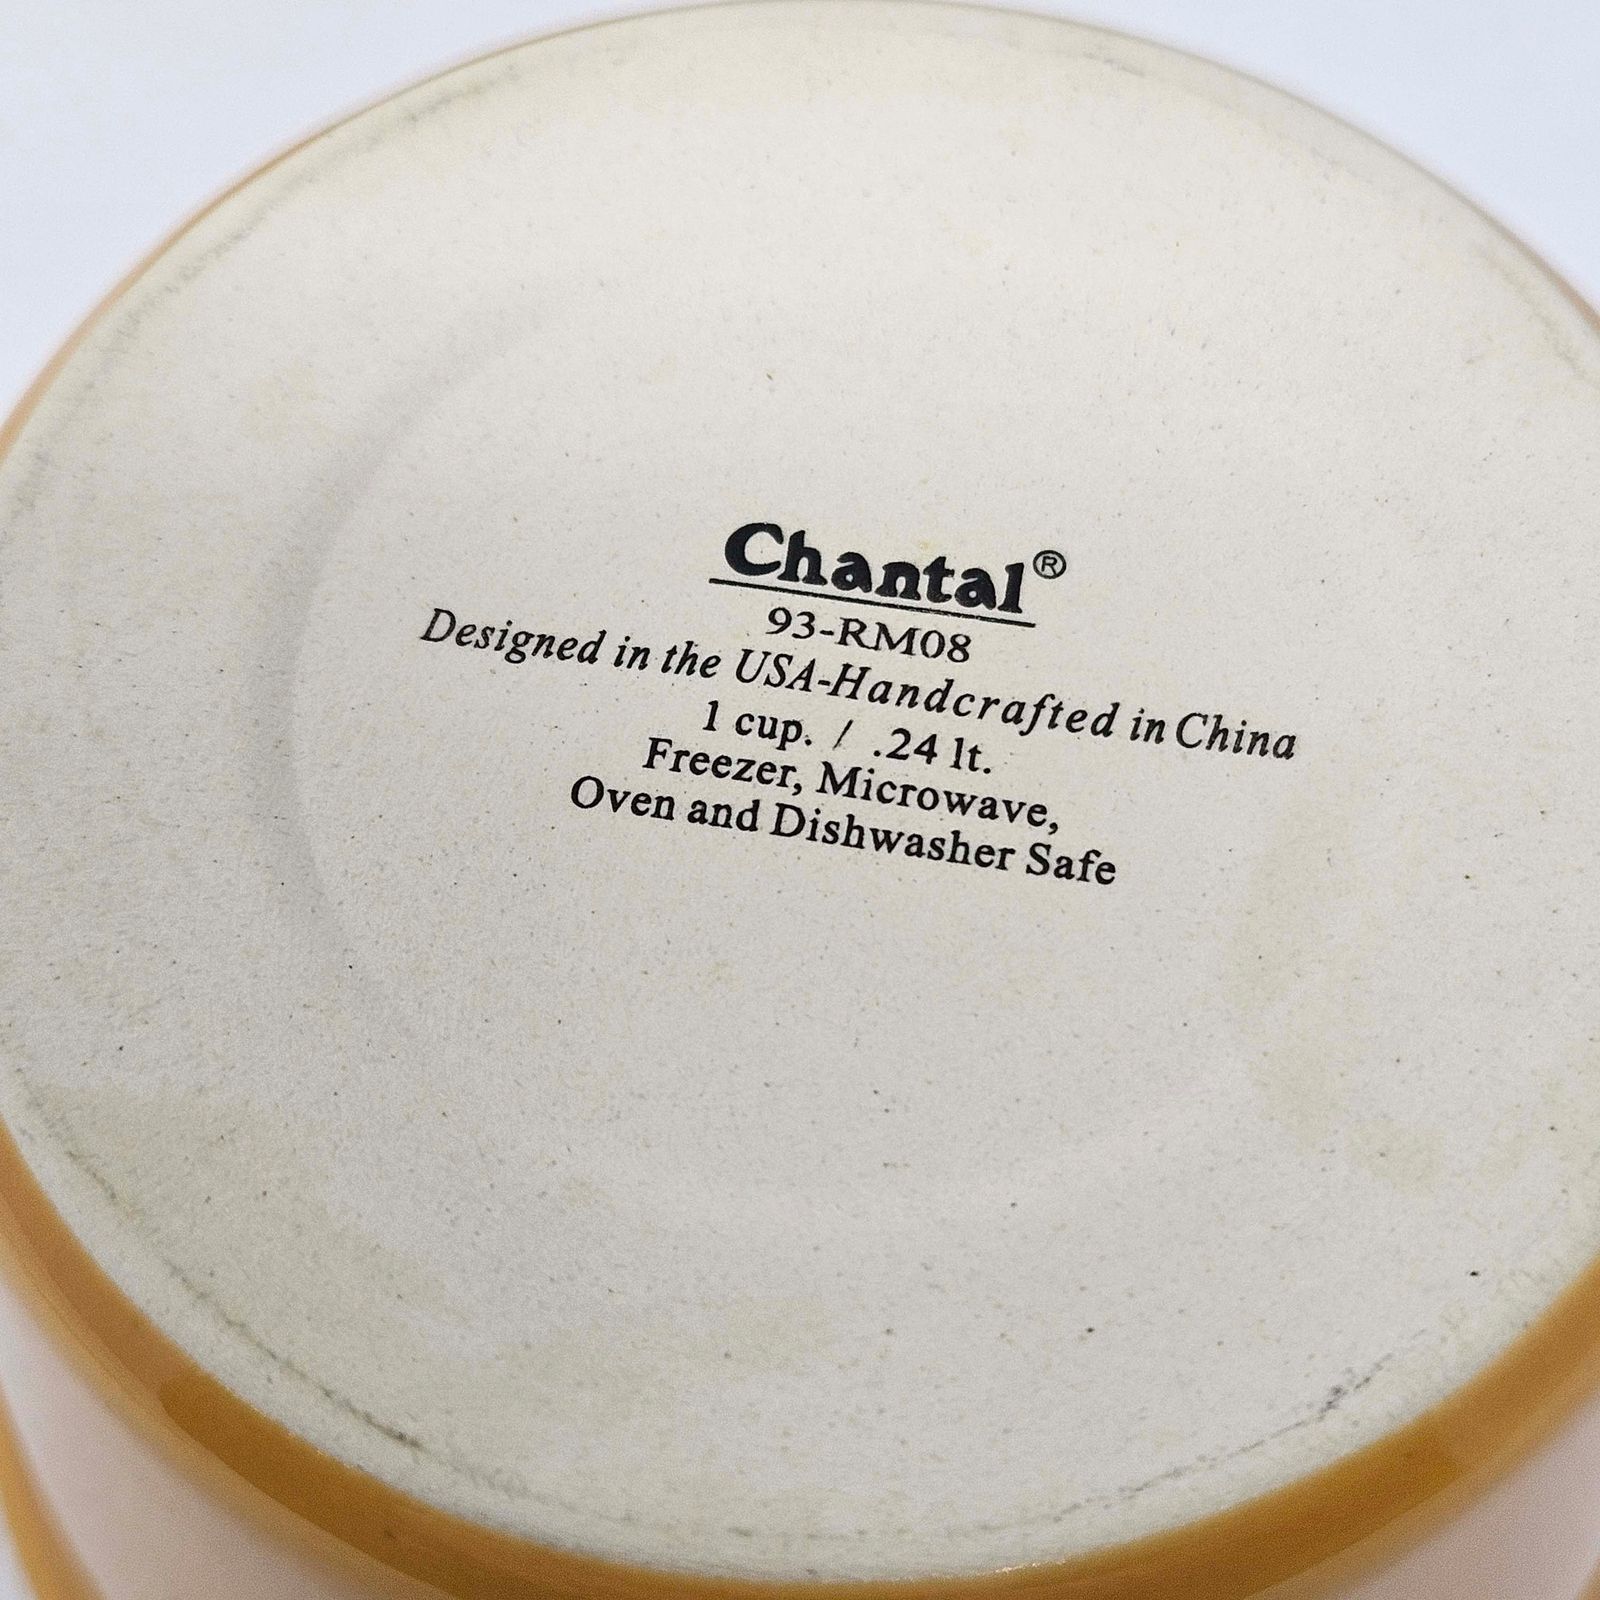 Chantal®
93-RM08
Designed in the USA-Handcrafted in China
1 cup. / .24 lt.
Freezer, Microwave,
Oven and Dishwasher Safe